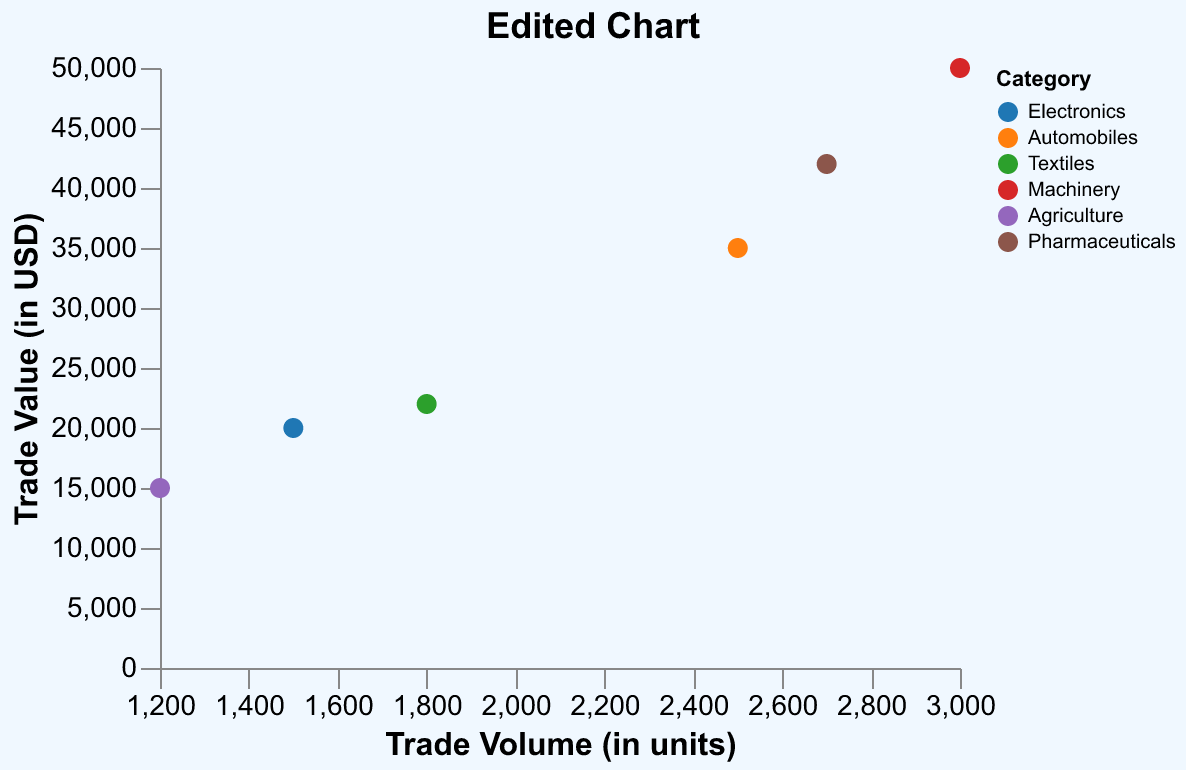 Edited Chart
50,000
45,000
40,000
35,000
30,000
25,000
20,000
15,000
10,000
5,000
0
Trade Value (in USD)
1,200 1,400 1,600 1,800 2,000 2,200 2,400 2,600 2,800 3,000
Trade Volume (in units)
Category
Electronics
Automobiles
Textiles
Machinery
Agriculture
Pharmaceuticals